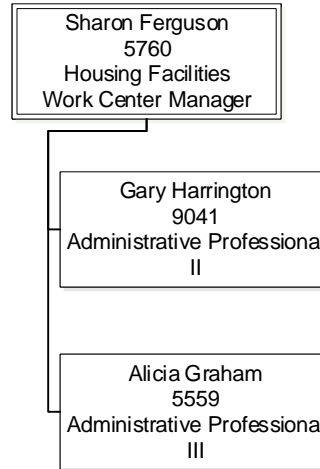 Sharon Ferguson
5760
Housing Facilities
Work Center Manager
Gary Harrington
9041
Administrative Professiona
II
Alicia Graham
5559
Administrative Professiona
III